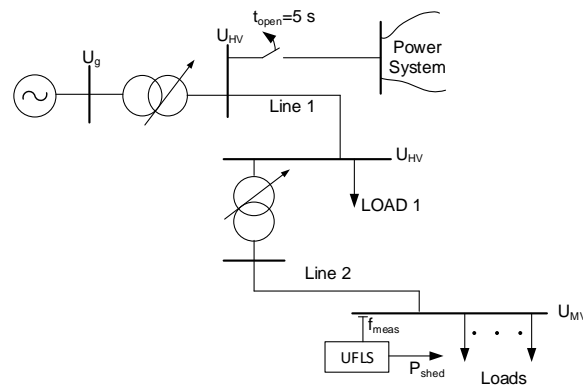 t_open=5 s
U_HV
Power
System
U_g
Line 1
U_HV
LOAD 1
Line 2
U_MV
f_meas
UFLS
P_shed
Loads